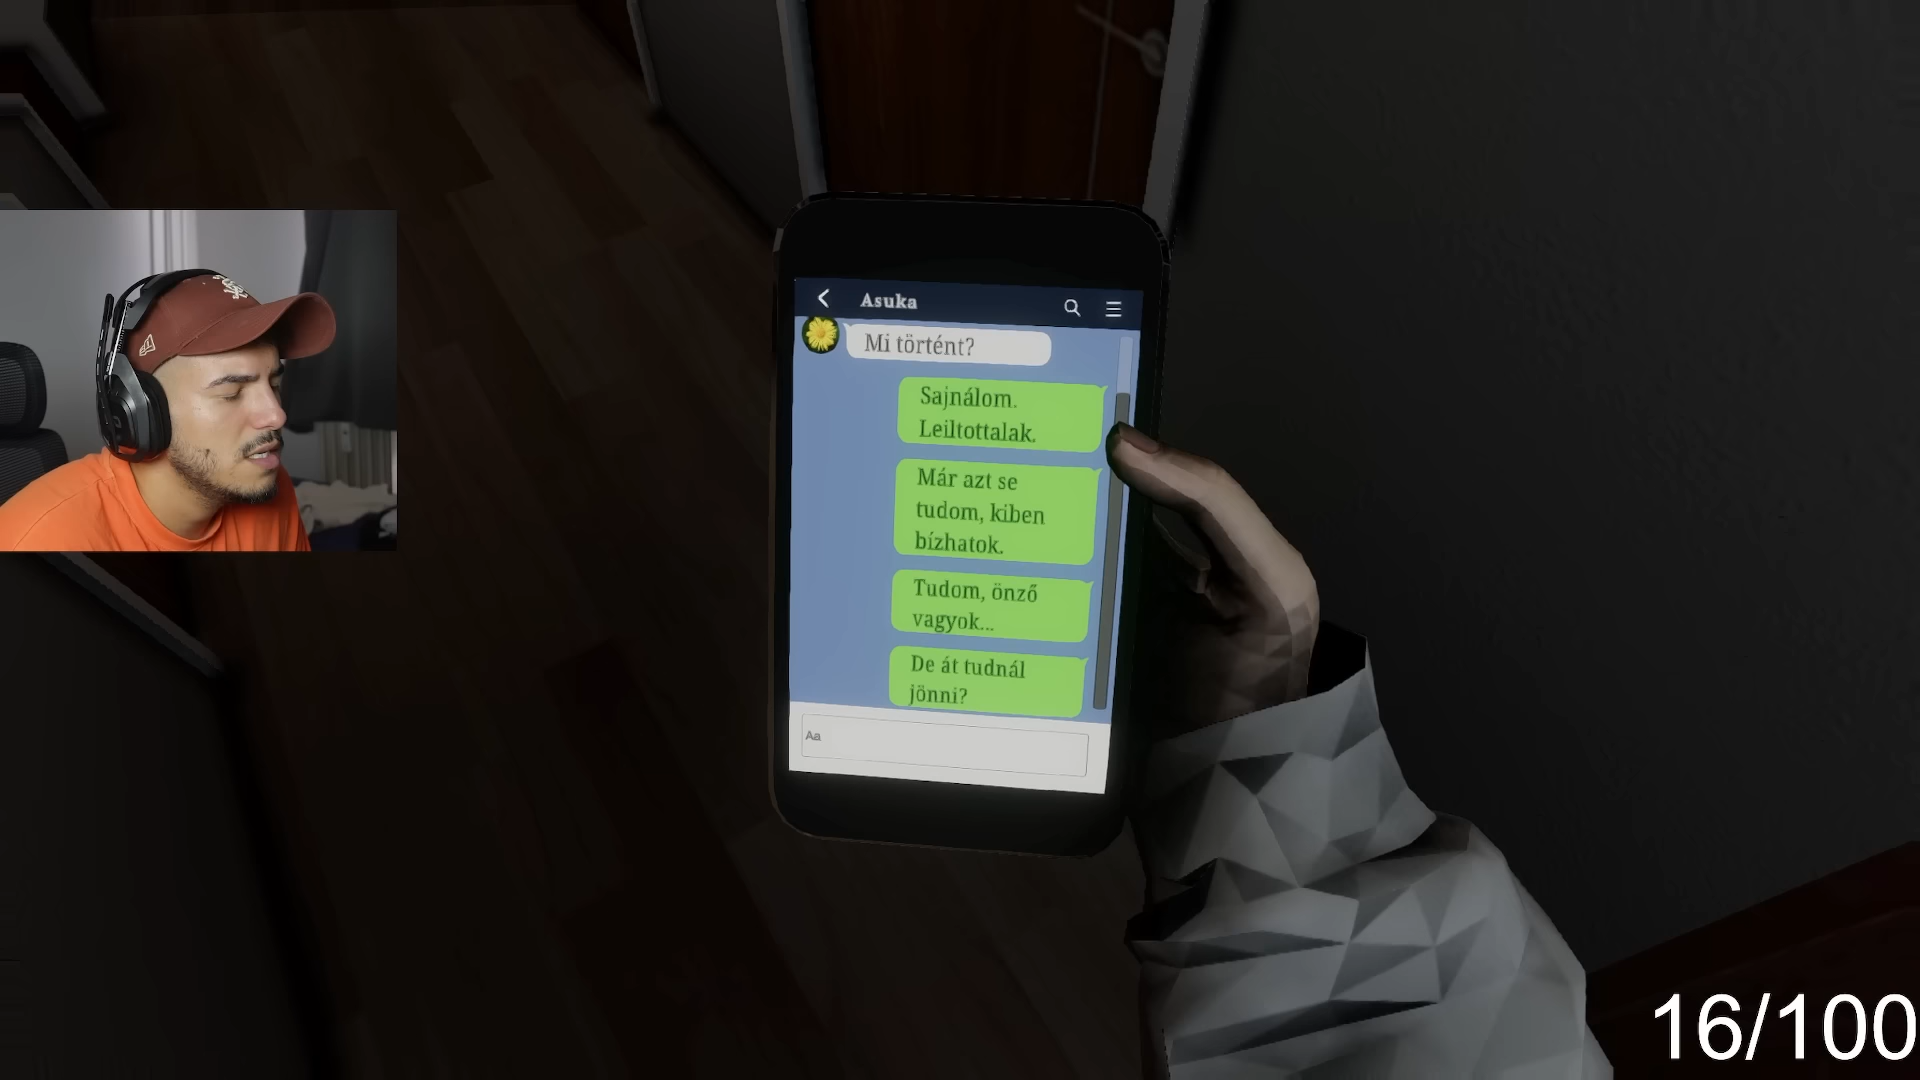 Asuka
Mi történt?
Sajnálom.
Leiltottalak.
Már azt se
tudom, kiben
bízhatok.
Tudom, önző
vagyok...
De át tudnál
jönni?
Aa
16/100